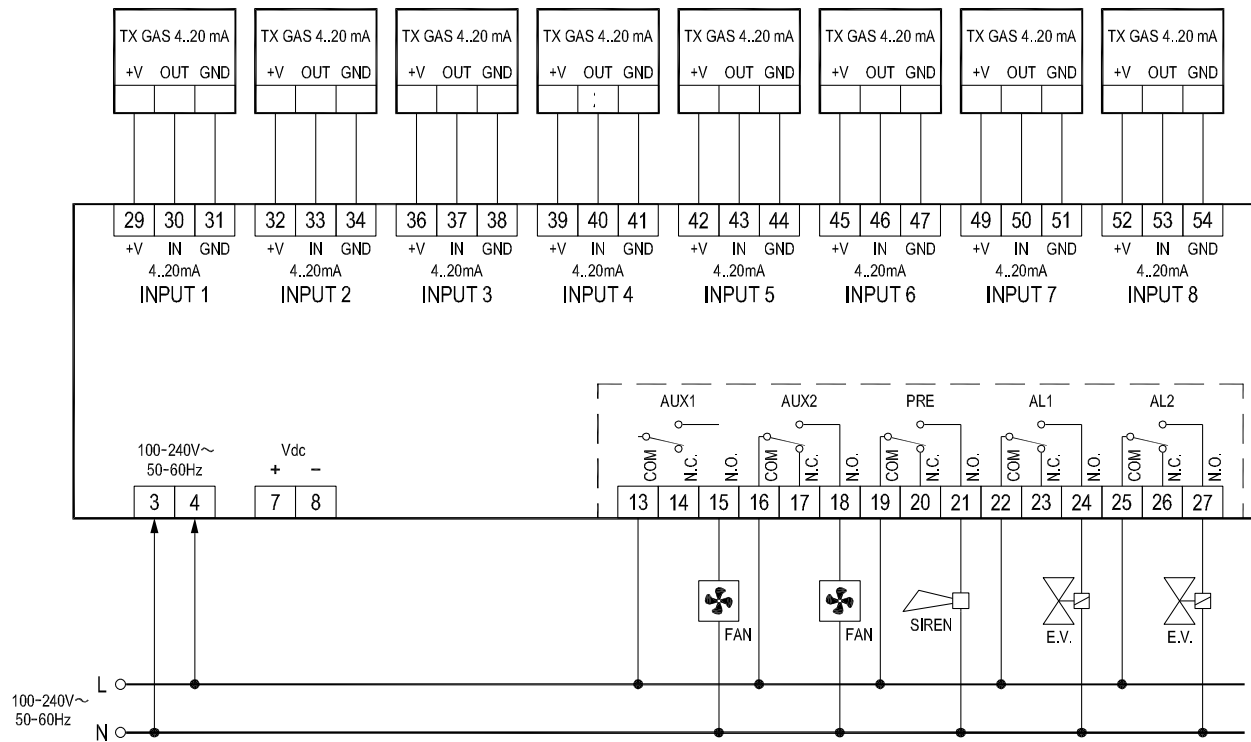 TX GAS 4..20 mA TX GAS 4..20 mA TX GAS 4..20 mA TX GAS 4..20 mA TX GAS 4..20 mA TX GAS 4..20 mA TX GAS 4..20 mA TX GAS 4..20 mA
+V OUT GND +V OUT GND +V OUT GND +V OUT GND +V OUT GND +V OUT GND +V OUT GND +V OUT GND
29 30 31 32 33 34 36 37 38 39 40 41 42 43 44 45 46 47 49 50 51 52 53 54
+V IN GND +V IN GND +V IN GND +V IN GND +V IN GND +V IN GND +V IN GND +V IN GND
4..20mA 4..20mA 4..20mA 4..20mA 4..20mA 4..20mA 4..20mA 4..20mA
INPUT 1 INPUT 2 INPUT 3 INPUT 4 INPUT 5 INPUT 6 INPUT 7 INPUT 8
AUX1 AUX2 PRE AL1 AL2
100-240V~
50-60Hz
Vdc
+ -
COM N.C. N.O. COM N.C. N.O. COM N.C. N.O. COM N.C. N.O. COM N.C. N.O.
3 4 7 8 13 14 15 16 17 18 19 20 21 22 23 24 25 26 27
FAN FAN SIREN E.V. E.V.
L
100-240V~
50-60Hz
N